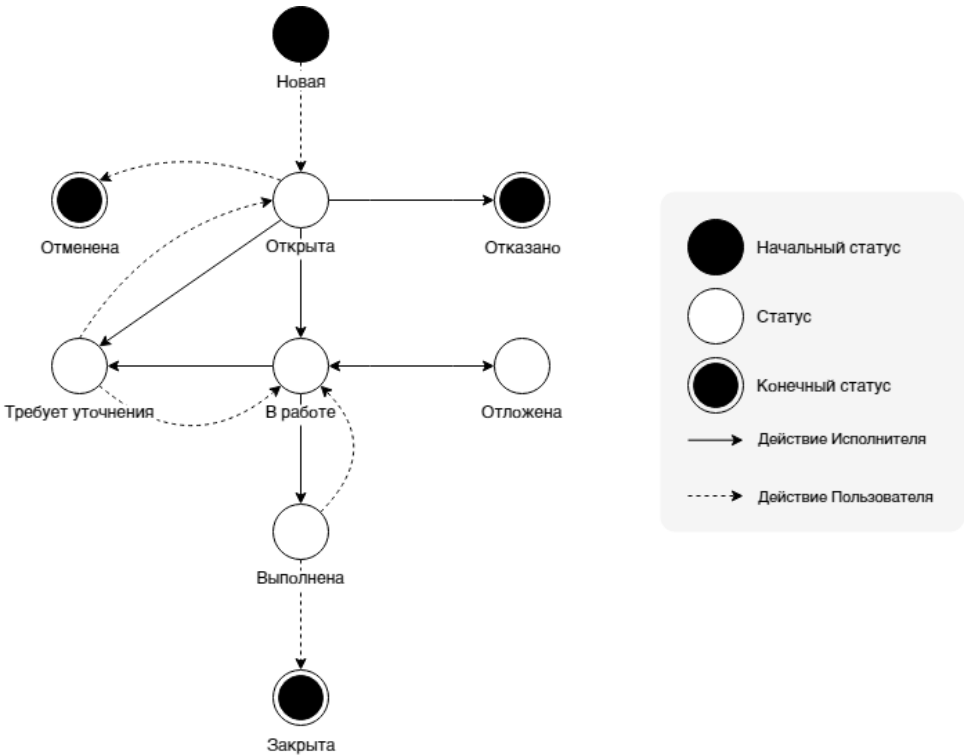 Новая
Отменена
Открыта
Отказано
Требует уточнения
В работе
Отложена
Выполнена
Закрыта
Начальный статус
Статус
Конечный статус
Действие Исполнителя
Действие Пользователя